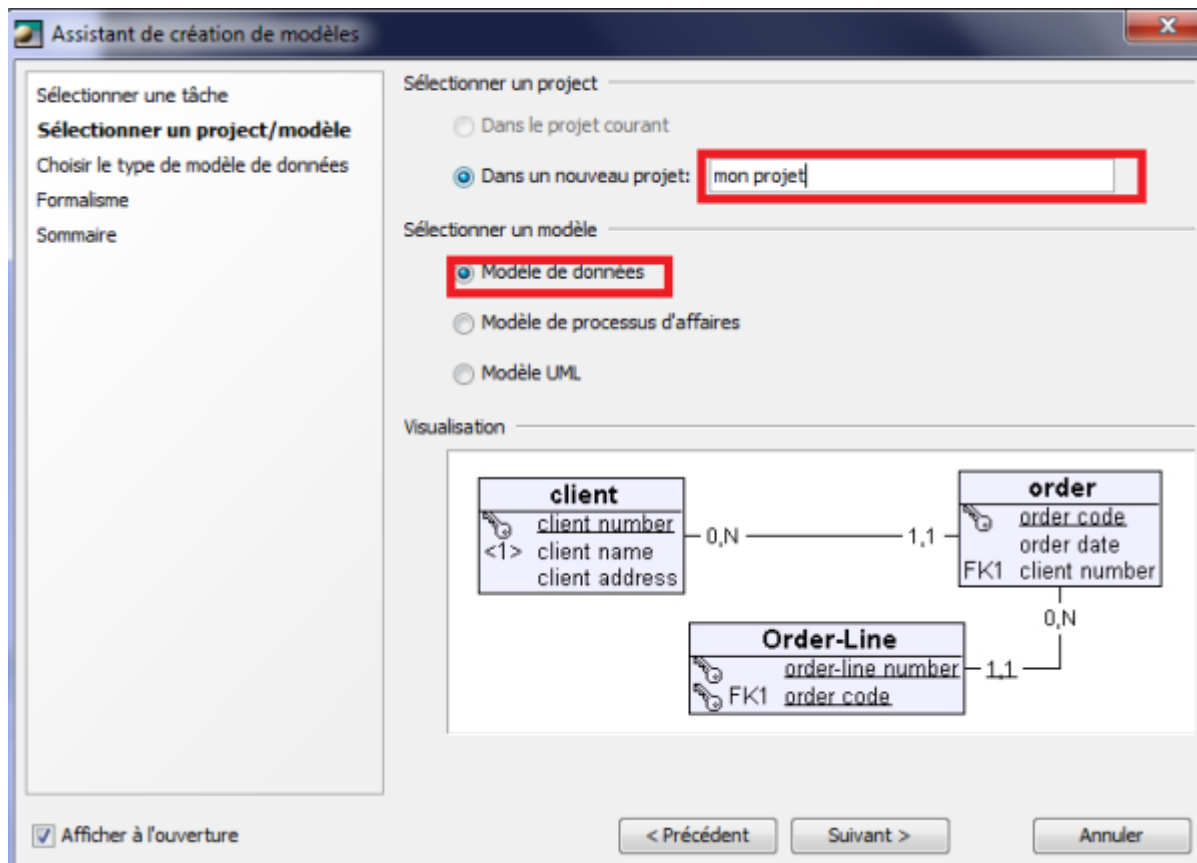 Assistant de création de modèles
Sélectionner une tâche
Sélectionner un project/modèle
Choisir le type de modèle de données
Formalisme
Sommaire
Sélectionner un project
Dans le projet courant
Dans un nouveau projet: mon projet
Sélectionner un modèle
Modèle de données
Modèle de processus d'affaires
Modèle UML
Visualisation
client
client number
<1> client name
client address
0,N
1,1
order
order code
order date
FK1 client number
0,N
Order-Line
order-line number
FK1 order code
1,1
Afficher à l'ouverture
< Précédent
Suivant >
Annuler